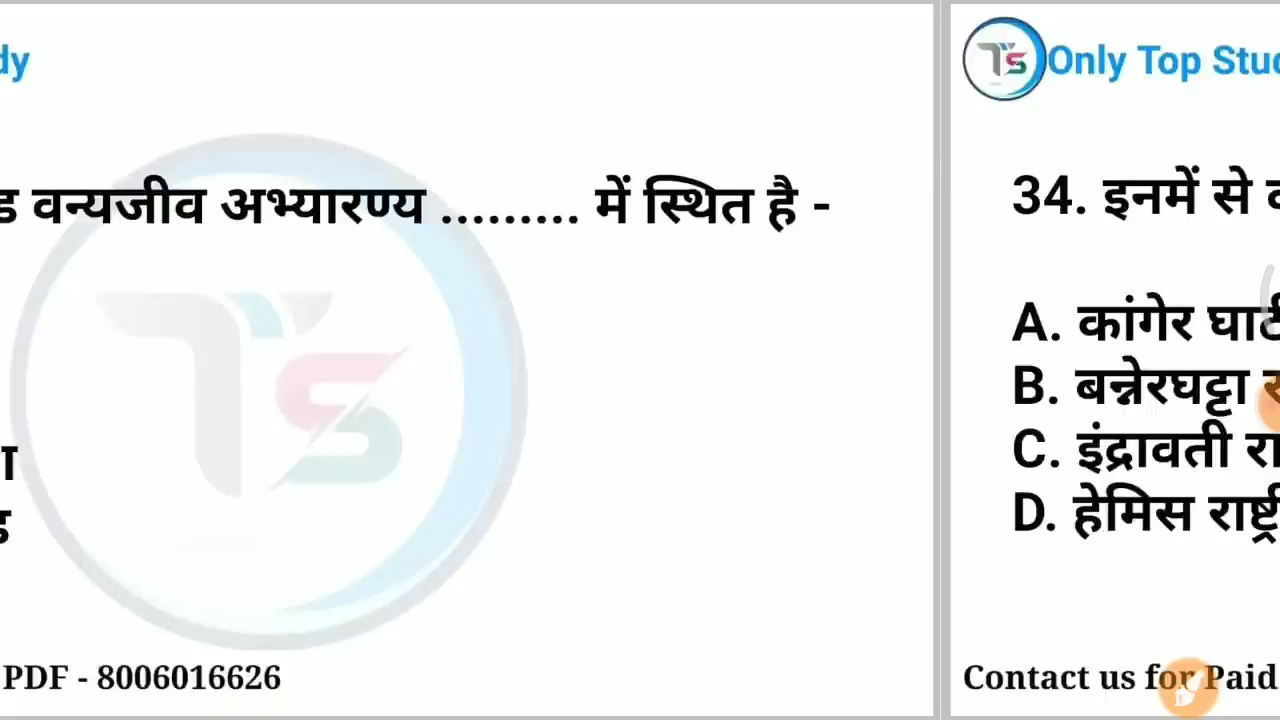 dy
वन्यजीव अभ्यारण्य ......... में स्थित है -
PDF - 8006016626
TS
Only Top Stud
34. इनमें से
A. कांगेर घाटी
B. बन्नेरघट्टा
C. इंद्रावती रा
D. हेमिस राष्ट्री
Contact us for Paid